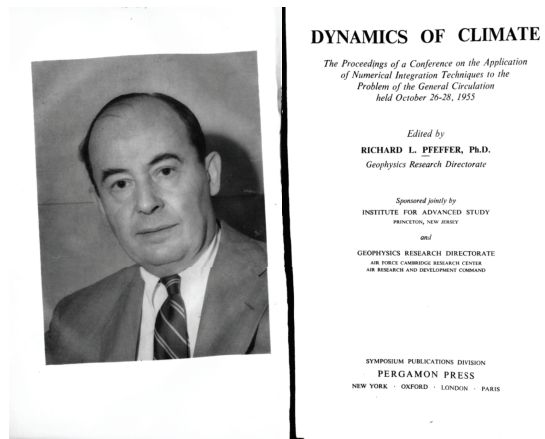 DYNAMICS OF CLIMATE
The Proceedings of a Conference on the Application
of Numerical Integration Techniques to the
Problem of the General Circulation
held October 26-28, 1955
Edited by
RICHARD L. PFEFFER, Ph.D.
Geophysics Research Directorate
Sponsored jointly by
INSTITUTE FOR ADVANCED STUDY
PRINCETON, NEW JERSEY
and
GEOPHYSICS RESEARCH DIRECTORATE
AIR FORCE CAMBRIDGE RESEARCH CENTER
AIR RESEARCH AND DEVELOPMENT COMMAND
SYMPOSIUM PUBLICATIONS DIVISION
PERGAMON PRESS
NEW YORK · OXFORD · LONDON · PARIS